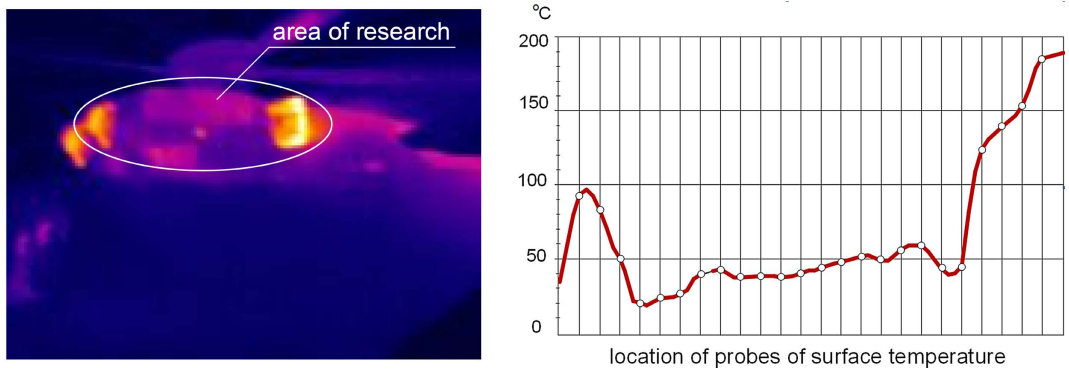 area of research
°C
200
150
100
50
0
location of probes of surface temperature